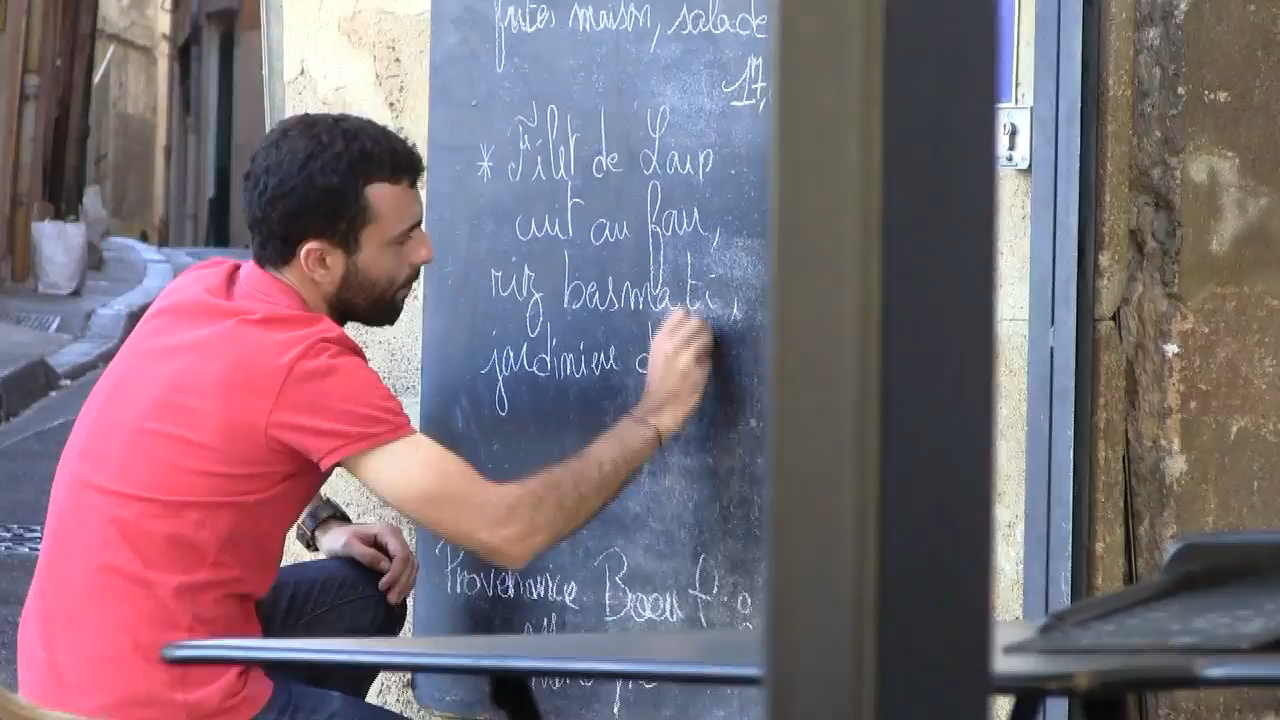 frites maison, salade
17,
* Filet de Loup
cuit au four,
riz basmati,
jardinière d
Provenance Boeuf